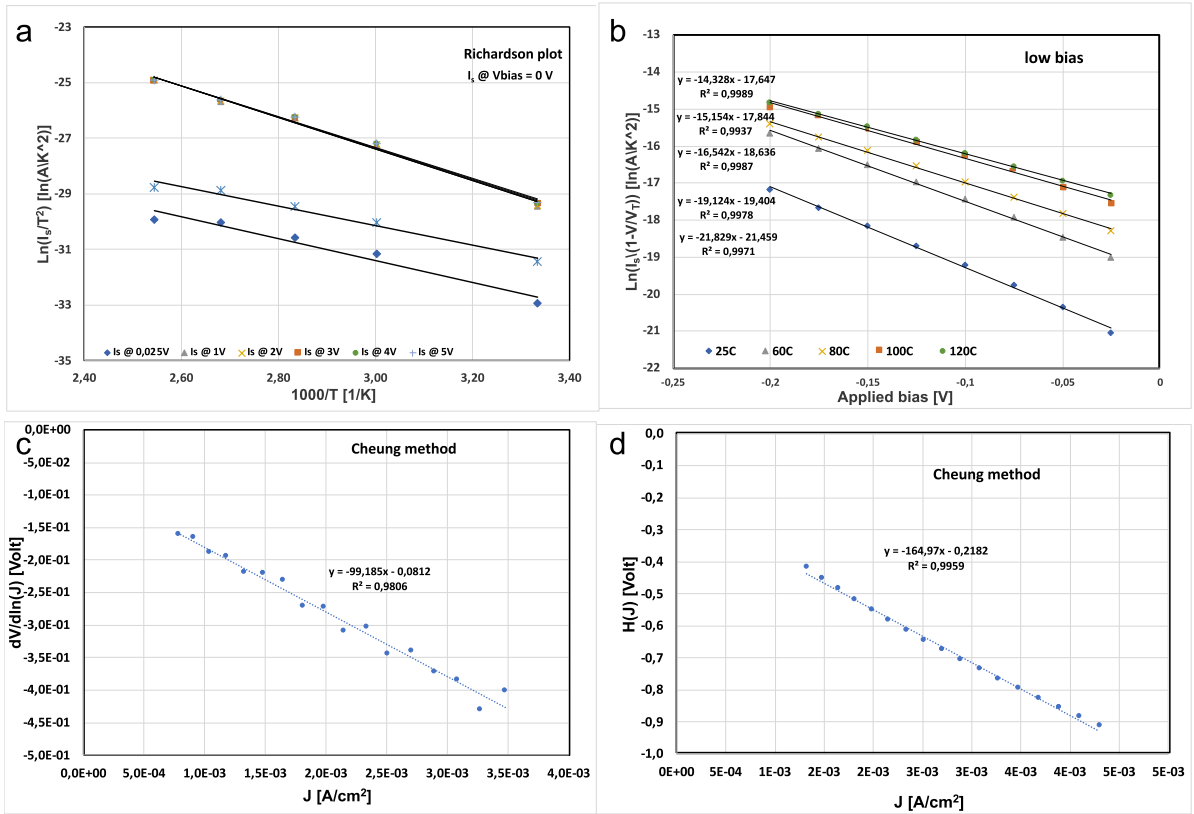 a
Richardson plot
Is @ Vbias = 0 V
Ln(Is/T²) [ln(A\K^2)]
-23
-25
-27
-29
-31
-33
-35
Is @ 0,025V
Is @ 1V
Is @ 2V
Is @ 3V
Is @ 4V
Is @ 5V
2,40
2,60
2,80
3,00
3,20
3,40
1000/T [1/K]
b
low bias
Ln(Is\(1-V/VT)) [ln(A\K^2)]
-13
-14
-15
-16
-17
-18
-19
-20
-21
-22
y = -14,328x - 17,647
R² = 0,9989
y = -15,154x - 17,844
R² = 0,9937
y = -16,542x - 18,636
R² = 0,9987
y = -19,124x - 19,404
R² = 0,9978
y = -21,829x - 21,459
R² = 0,9971
25C
60C
80C
100C
120C
-0,25
-0,2
-0,15
-0,1
-0,05
0
Applied bias [V]
c
Cheung method
dV/dln(J) [Volt]
0,0E+00
-5,0E-02
-1,0E-01
-1,5E-01
-2,0E-01
-2,5E-01
-3,0E-01
-3,5E-01
-4,0E-01
-4,5E-01
-5,0E-01
y = -99,185x - 0,0812
R² = 0,9806
0,0E+00
5,0E-04
1,0E-03
1,5E-03
2,0E-03
2,5E-03
3,0E-03
3,5E-03
4,0E-03
J [A/cm²]
d
Cheung method
H(J) [Volt]
0,0
-0,1
-0,2
-0,3
-0,4
-0,5
-0,6
-0,7
-0,8
-0,9
-1,0
y = -164,97x - 0,2182
R² = 0,9959
0E+00
5E-04
1E-03
2E-03
2E-03
3E-03
3E-03
4E-03
4E-03
5E-03
5E-03
J [A/cm²]